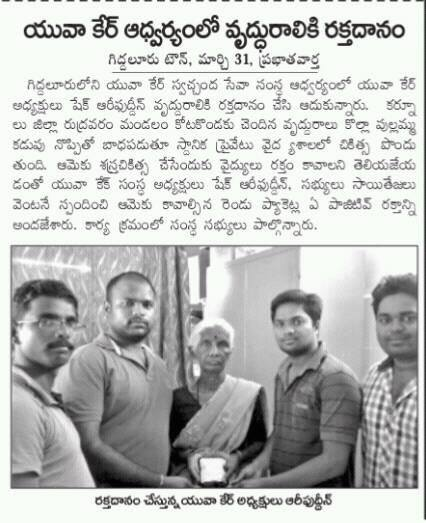 యువా కేర్ ఆధ్వర్యంలో వృద్ధురాలికి రక్తదానం
గిద్దలూరు టౌన్, మార్చి 31, ప్రభాతవార్త
గిద్దలూరులోని యువా కేర్ స్వచ్ఛంద సేవా సంస్థ ఆధ్వర్యంలో యువా కేర్
అధ్యక్షులు షేక్ ఆరీఫుద్దీన్ వృద్దురాలికి రక్తదానం చేసి ఆదుకున్నారు. కర్నూ
లు జిల్లా రుద్రవరం మండలం కోటకొండకు చెందిన వృద్దురాలు కొల్లా పుల్లమ్మ
కడుపు నొప్పితో బాధపడుతూ స్థానిక ప్రైవేటు వైద్య శాలలో చికిత్స పొందు
తుంది. ఆమెకు శస్త్రచికిత్స చేసేందుకు వైద్యులు రక్తం కావాలని తెలియజేయ
డంతో యువా కేక్ సంస్థ అధ్యక్షులు షేక్ ఆరీఫుద్దీన్, సభ్యులు సాయితేజలు
వెంటనే స్పందించి ఆమెకు కావాల్సిన రెండు ప్యాకెట్ల ఏ పాజిటివ్ రక్తాన్ని
అందజేశారు. కార్య క్రమంలో సంస్థ సభ్యులు పాల్గొన్నారు.
రక్తదానం చేస్తున్న యువా కేర్ అధ్యక్షులు ఆరీఫుద్దీన్